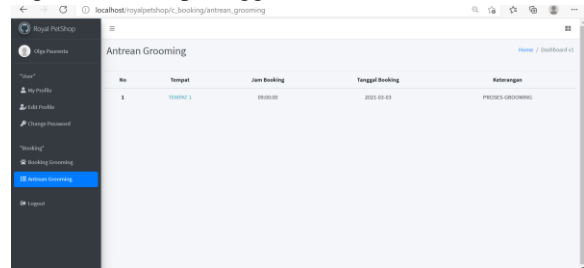 localhost/royalpetshop/c_booking/antrean_grooming
Royal PetShop
Olga Paurenta
Antrean Grooming
Home / Dashboard v1
"User"
My Profile
Edit Profile
Change Password
"Booking"
Booking Grooming
Antrean Grooming
Logout
No Tempat Jam Booking Tanggal Booking Keterangan
1 TEMPAT 1 09:00:00 2021-03-03 PROSES GROOMING